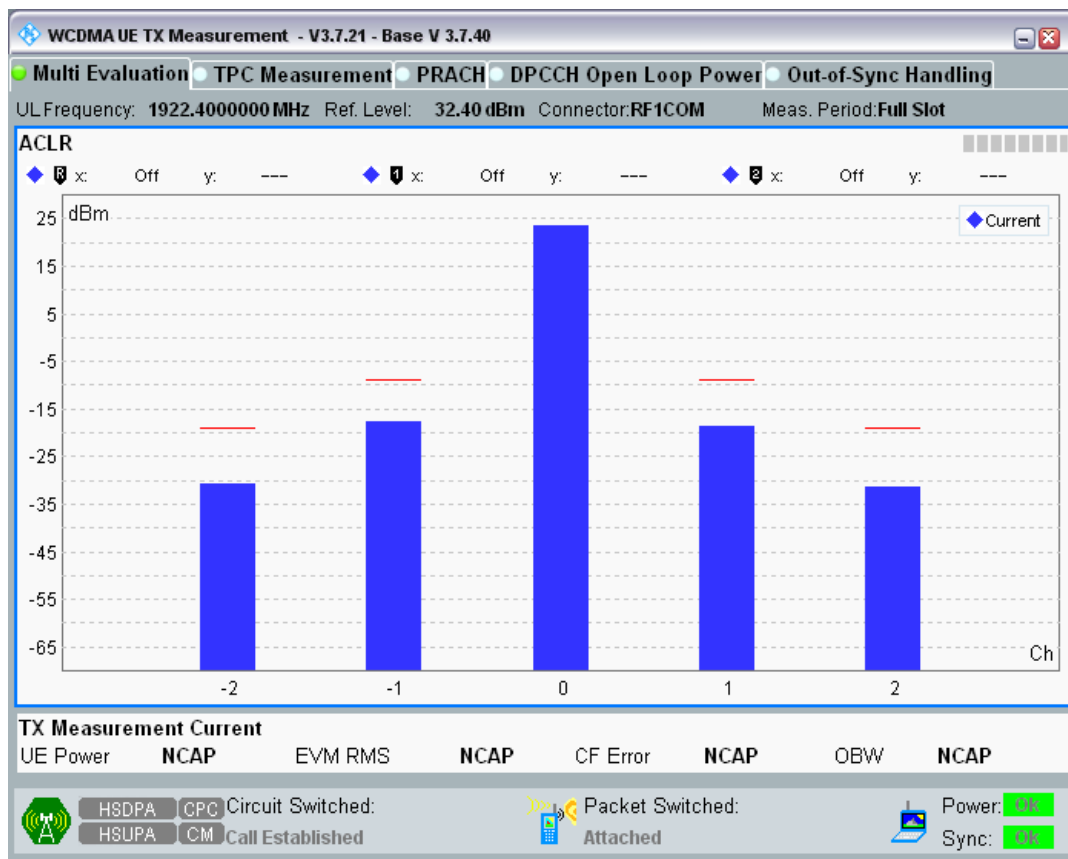 WCDMA UE TX Measurement - V3.7.21 - Base V 3.7.40
Multi Evaluation TPC Measurement PRACH DPCCH Open Loop Power Out-of-Sync Handling
UL Frequency: 1922.4000000 MHz Ref. Level: 32.40 dBm Connector:RF1COM Meas. Period:Full Slot
ACLR
R x: Off y: --- 1 x: Off y: --- 2 x: Off y: ---
dBm
Current
25
15
5
-5
-15
-25
-35
-45
-55
-65
Ch
-2 -1 0 1 2
TX Measurement Current
UE Power NCAP EVM RMS NCAP CF Error NCAP OBW NCAP
HSDPA CPC Circuit Switched: Packet Switched: Power: Ok
HSUPA CM Call Established Attached Sync: Ok